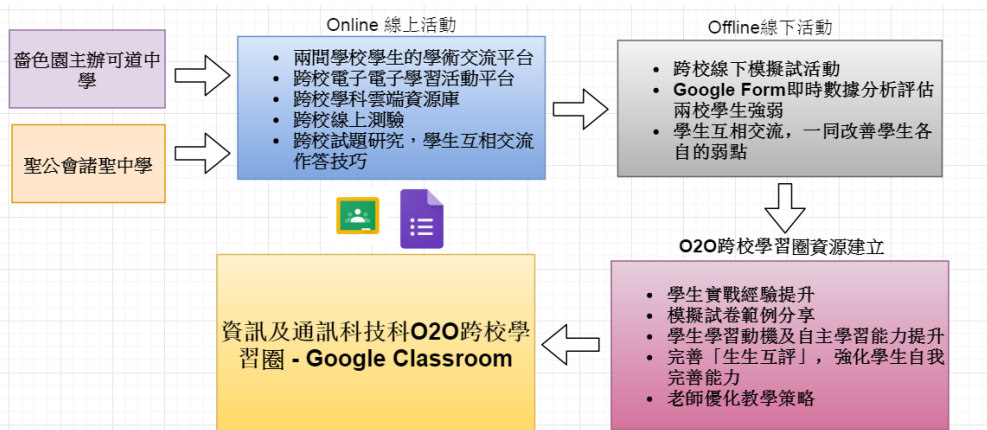 Online 線上活動
嗇色園主辦可道中
學
聖公會諸聖中學
• 兩間學校學生的學術交流平台
• 跨校電子電子學習活動平台
• 跨校學科雲端資源庫
• 跨校線上測驗
• 跨校試題研究，學生互相交流
作答技巧
Offline線下活動
• 跨校線下模擬試活動
• Google Form即時數據分析評估
兩校學生強弱
• 學生互相交流，一同改善學生各
自的弱點
O2O跨校學習圈資源建立
• 學生實戰經驗提升
• 模擬試卷範例分享
• 學生學習動機及自主學習能力提升
• 完善「生生互評」，強化學生自我
完善能力
• 老師優化教學策略
資訊及通訊科技科O2O跨校學
習圈 - Google Classroom